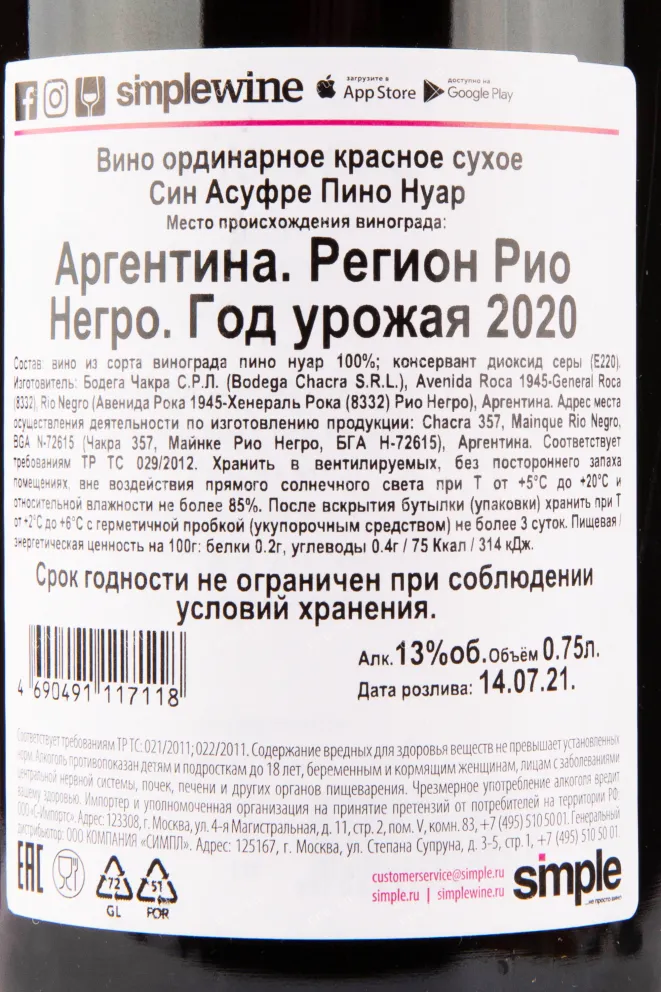 simplewine загрузите в App Store доступно на Google Play
Вино ординарное красное сухое
Син Асуфре Пино Нуар
Место происхождения винограда:
Аргентина. Регион Рио
Негро. Год урожая 2020
Состав: вино из сорта винограда пино нуар 100%; консервант диоксид серы (Е220).
Изготовитель: Бодега Чакра С.Р.Л. (Bodega Chacra S.R.L.), Avenida Roca 1945-General Roca
(8332), Rio Negro (Авенида Рока 1945-Хенераль Рока (8332) Рио Негро), Аргентина. Адрес места
осуществления деятельности по изготовлению продукции: Chacra 357, Mainque Rio Negro,
BGA N-72615 (Чакра 357, Майнке Рио Негро, БГА Н-72615), Аргентина. Соответствует
требованиям ТР ТС 029/2012. Хранить в вентилируемых, без постороннего запаха
помещениях, вне воздействия прямого солнечного света при Т от +5°С до +20°С и
относительной влажности не более 85%. После вскрытия бутылки (упаковки) хранить при Т
от +2°С до +6°С с герметичной пробкой (укупорочным средством) не более 3 суток. Пищевая /
энергетическая ценность на 100г: белки 0.2г, углеводы 0.4г / 75 Ккал / 314 кДж.
Срок годности не ограничен при соблюдении
условий хранения.
Алк. 13%об. Объём 0.75л.
Дата розлива: 14.07.21.
4 690491 117118
Соответствует требованиям ТР ТС: 021/2011; 022/2011. Содержание вредных для здоровья веществ не превышает установленных
норм. Алкоголь противопоказан детям и подросткам до 18 лет, беременным и кормящим женщинам, лицам с заболеваниями
центральной нервной системы, почек, печени и других органов пищеварения. Чрезмерное употребление алкоголя вредит
вашему здоровью. Импортер и уполномоченная организация на принятие претензий от потребителей на территории РФ:
ООО «С-Импорт». Адрес: 123308, г. Москва, ул. 4-я Магистральная, д. 11, стр. 2, пом. V, комн. 83, +7 (495) 510 50 01. Генеральный
дистрибьютор: ООО КОМПАНИЯ «СИМПЛ». Адрес: 125167, г. Москва, ул. Степана Супруна, д. 3-5, стр. 1, +7 (495) 510 50 01
EAC 72 GL 51 FOR
customerservice@simple.ru
simple.ru | simplewine.ru
simple
...не просто вино